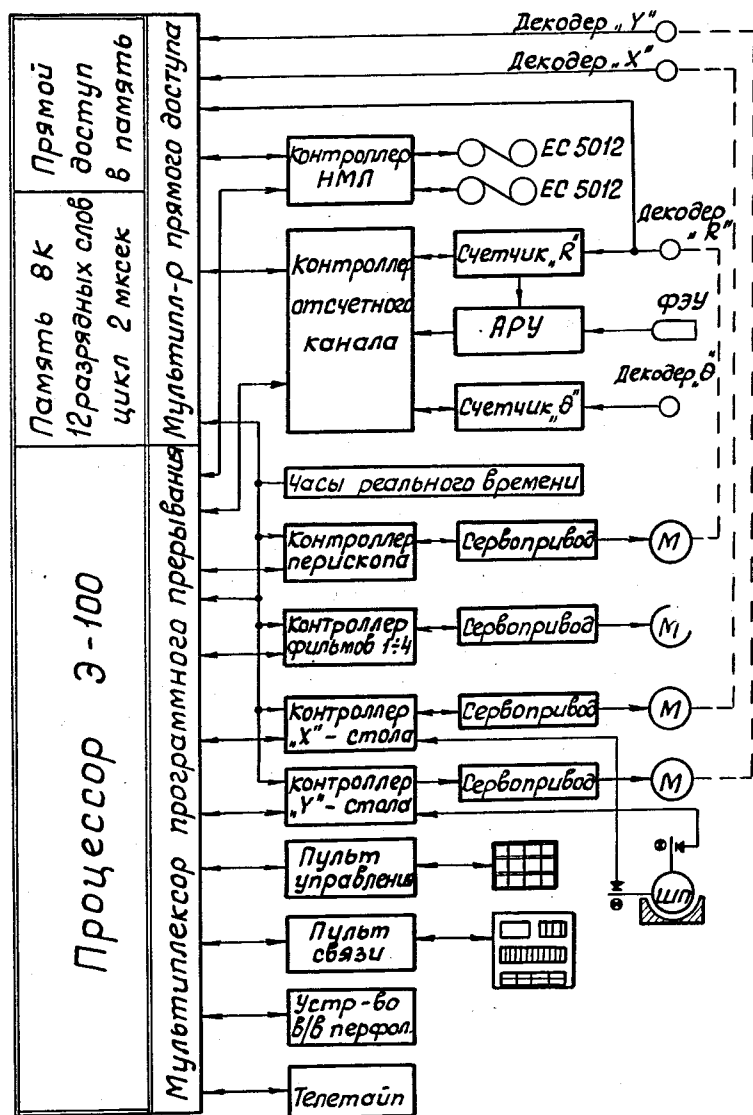 Прямой
доступ
в память
Память 8к
12разрядных слов
цикл 2 мксек
Процессор Э-100
Мультипл-р прямого доступа
Мультиплексор программного прерывания
Декодер „Y"
Декодер „X"
Контроллер
НМЛ
ЕС 5012
ЕС 5012
Декодер
„R"
Контроллер
отсчетного
канала
Счетчик„R"
АРУ
ФЭУ
Счетчик„θ"
Декодер„θ"
Часы реального времени
Контроллер
перископа
Сервопривод
М
Контроллер
фильмов 1÷4
Сервопривод
М
Контроллер
„X"- стола
Сервопривод
М
Контроллер
„Y"- стола
Сервопривод
М
Пульт
управления
ШП
Пульт
связи
Устр-во
в/в перфол.
Телетайп